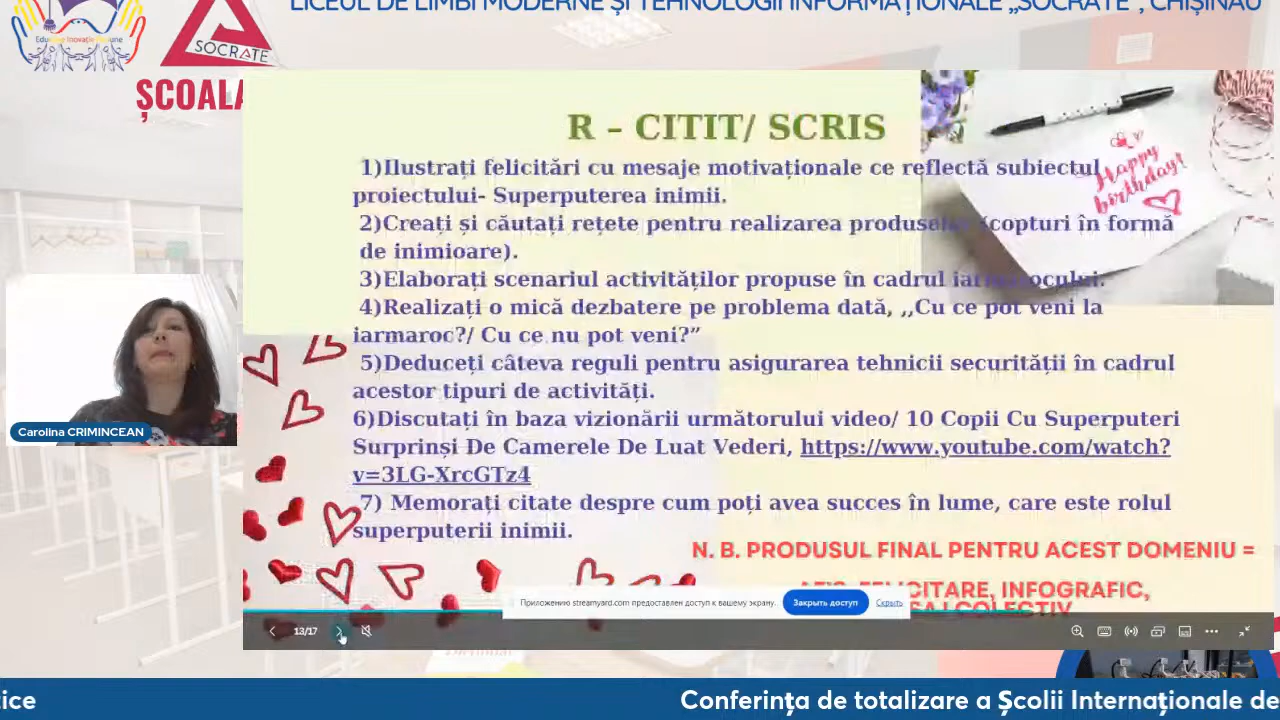 LICEUL DE LIMBI MODERNE ȘI TEHNOLOGII INFORMAȚIONALE „SOCRATE”, CHIȘINĂU
SOCRATE
ȘCOALA
R – CITIT/ SCRIS
1)Ilustrați felicitări cu mesaje motivaționale ce reflectă subiectul
proiectului- Superputerea inimii.
2)Creați și căutați rețete pentru realizarea produselor (copturi în formă
de inimioare).
3)Elaborați scenariul activităților propuse în cadrul iarmarocului.
4)Realizați o mică dezbatere pe problema dată, ,,Cu ce pot veni la
iarmaroc?/ Cu ce nu pot veni?”
5)Deduceți câteva reguli pentru asigurarea tehnicii securității în cadrul
acestor tipuri de activități.
6)Discutați în baza vizionării următorului video/ 10 Copii Cu Superputeri
Surprinși De Camerele De Luat Vederi, https://www.youtube.com/watch?
v=3LG-XrcGTz4
7) Memorați citate despre cum poți avea succes în lume, care este rolul
superputerii inimii.
Happy
birthday!
N. B. PRODUSUL FINAL PENTRU ACEST DOMENIU =
FELICITARE, INFOGRAFIC,
COLECTIV
Carolina CRIMINCEAN
Приложению streamyard.com предоставлен доступ к вашему экрану.
Закрыть доступ
Скрыть
13/17
tice
Conferința de totalizare a Școlii Internaționale de